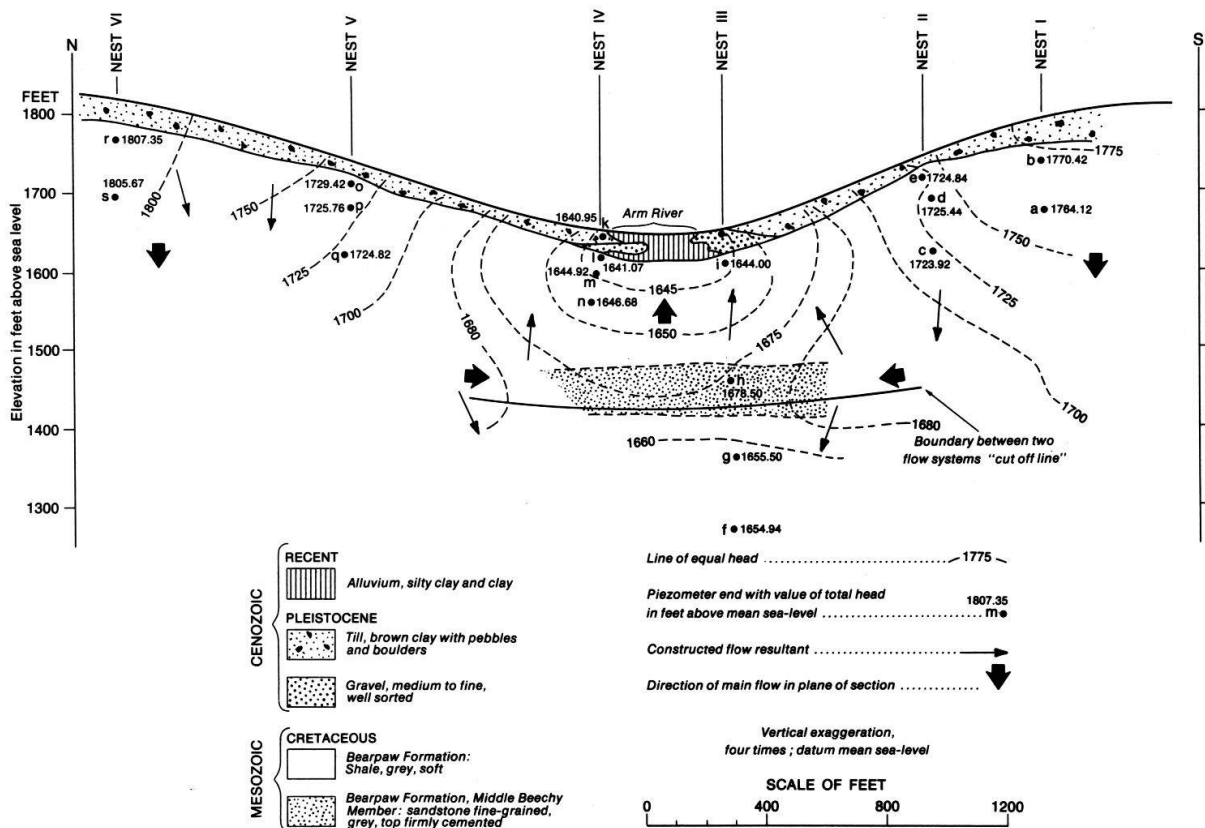 NEST VI
NEST V
NEST IV
NEST III
NEST II
NEST I
N
S
FEET
Elevation in feet above sea level
1800
1700
1600
1500
1400
1300
r 1807.35
s 1805.67
1800
1750
1729.42 o
1725.76 p
q 1724.82
1725
1700
1680
1640.95 k
Arm River
l 1641.07
1644.92
m
n 1646.68
i 1644.00
1645
1650
1675
h
1678.50
1660
g 1655.50
f 1654.94
1680
e 1724.84
d
1725.44
c
1723.92
b 1770.42
a 1764.12
1775
1750
1725
1700
Boundary between two
flow systems "cut off line"
CENOZOIC
RECENT
Alluvium, silty clay and clay
PLEISTOCENE
Till, brown clay with pebbles
and boulders
Gravel, medium to fine,
well sorted
MESOZOIC
CRETACEOUS
Bearpaw Formation:
Shale, grey, soft
Bearpaw Formation, Middle Beechy
Member: sandstone fine-grained,
grey, top firmly cemented
Line of equal head ............... 1775
Piezometer end with value of total head
in feet above mean sea-level ............... 1807.35
m
Constructed flow resultant ...............
Direction of main flow in plane of section ...............
Vertical exaggeration,
four times; datum mean sea-level
SCALE OF FEET
0 400 800 1200